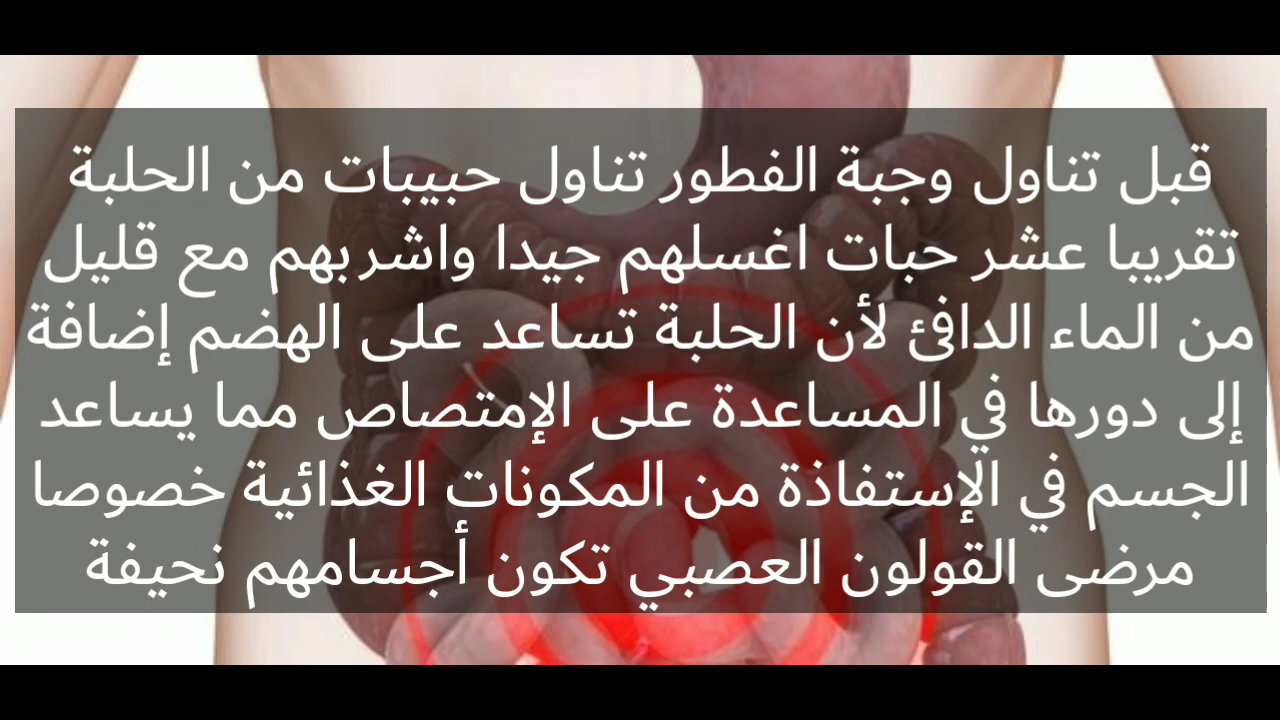 قبل تناول وجبة الفطور تناول حبيبات من الحلبة
تقريبا عشر حبات اغسلهم جيدا واشربهم مع قليل
من الماء الدافئ لأن الحلبة تساعد على الهضم إضافة
إلى دورها في المساعدة على الإمتصاص مما يساعد
الجسم في الإستفاذة من المكونات الغذائية خصوصا
مرضى القولون العصبي تكون أجسامهم نحيفة